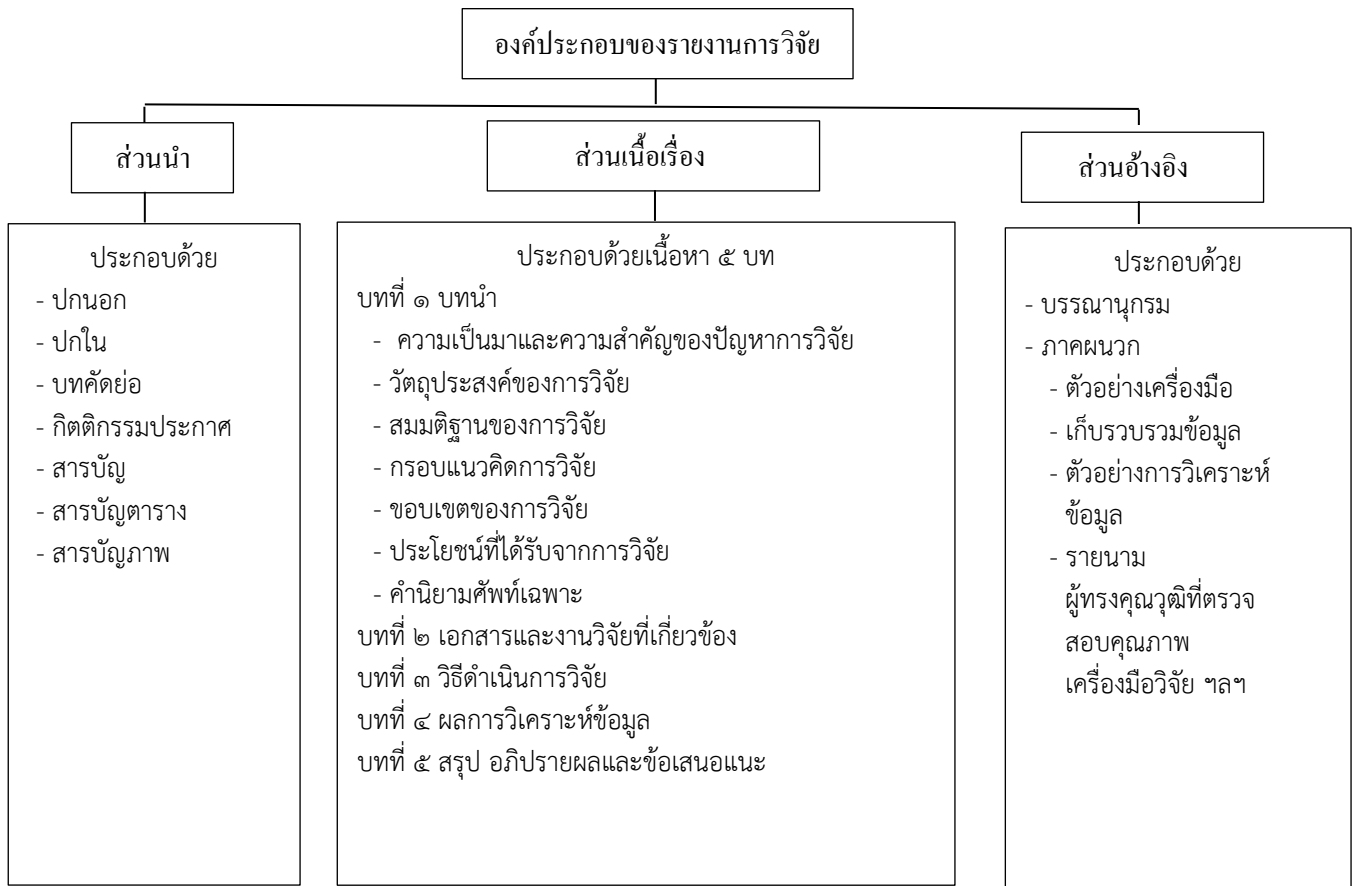 องค์ประกอบของรายงานการวิจัย
ส่วนนำ
ส่วนเนื้อเรื่อง
ส่วนอ้างอิง
ประกอบด้วย
- ปกนอก
- ปกใน
- บทคัดย่อ
- กิตติกรรมประกาศ
- สารบัญ
- สารบัญตาราง
- สารบัญภาพ
ประกอบด้วยเนื้อหา ๕ บท
บทที่ ๑ บทนำ
- ความเป็นมาและความสำคัญของปัญหาการวิจัย
- วัตถุประสงค์ของการวิจัย
- สมมติฐานของการวิจัย
- กรอบแนวคิดการวิจัย
- ขอบเขตของการวิจัย
- ประโยชน์ที่ได้รับจากการวิจัย
- คำนิยามศัพท์เฉพาะ
บทที่ ๒ เอกสารและงานวิจัยที่เกี่ยวข้อง
บทที่ ๓ วิธีดำเนินการวิจัย
บทที่ ๔ ผลการวิเคราะห์ข้อมูล
บทที่ ๕ สรุป อภิปรายผลและข้อเสนอแนะ
ประกอบด้วย
- บรรณานุกรม
- ภาคผนวก
- ตัวอย่างเครื่องมือ
- เก็บรวบรวมข้อมูล
- ตัวอย่างการวิเคราะห์
ข้อมูล
- รายนาม
ผู้ทรงคุณวุฒิที่ตรวจ
สอบคุณภาพ
เครื่องมือวิจัย ฯลฯ